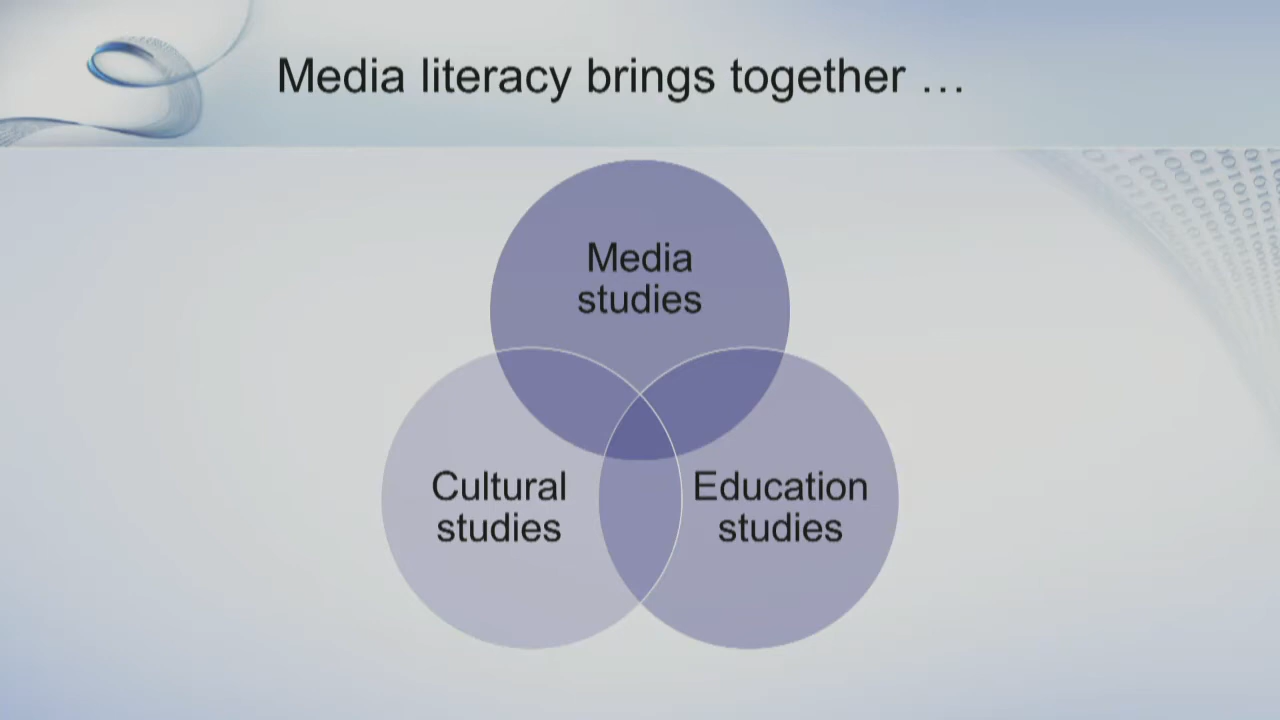 Media literacy brings together …
Media
studies
Cultural
studies
Education
studies